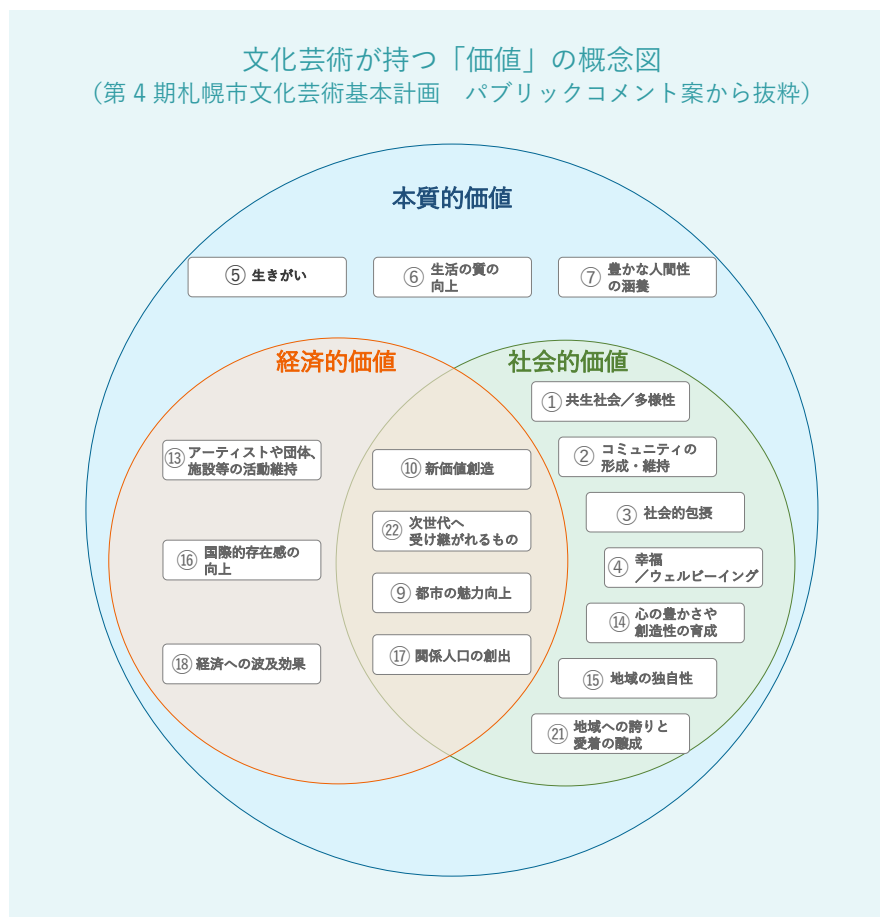 文化芸術が持つ「価値」の概念図
（第4期札幌市文化芸術基本計画　パブリックコメント案から抜粋）
本質的価値
⑤ 生きがい
⑥ 生活の質の
向上
⑦ 豊かな人間性
の涵養
経済的価値
社会的価値
① 共生社会／多様性
⑬ アーティストや団体、
施設等の活動維持
⑩ 新価値創造
② コミュニティの
形成・維持
③ 社会的包摂
㉒ 次世代へ
受け継がれるもの
⑯ 国際的存在感の
向上
④ 幸福
／ウェルビーイング
⑨ 都市の魅力向上
⑭ 心の豊かさや
創造性の育成
⑱ 経済への波及効果
⑰ 関係人口の創出
⑮ 地域の独自性
㉑ 地域への誇りと
愛着の醸成